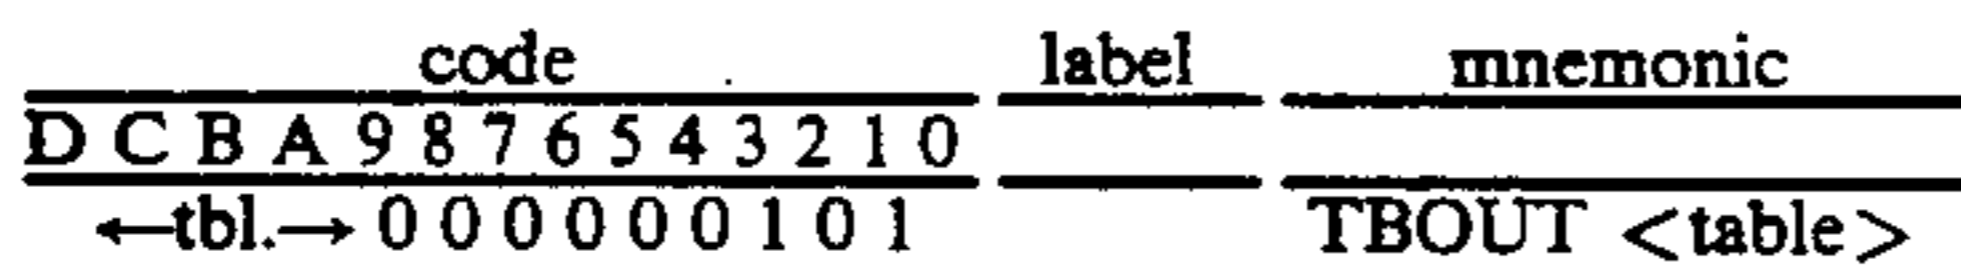 code label mnemonic
D C B A 9 8 7 6 5 4 3 2 1 0
←tbl.→ 0 0 0 0 0 0 1 0 1 TBOUT <table>